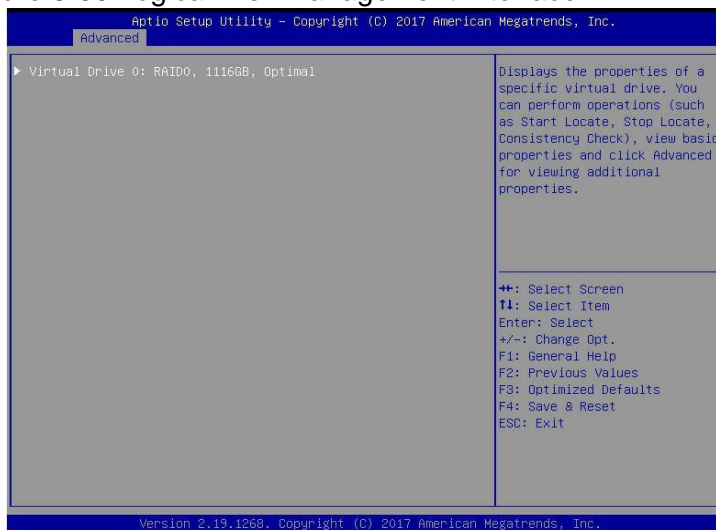 Aptio Setup Utility – Copyright (C) 2017 American Megatrends, Inc.
Advanced
▶ Virtual Drive 0: RAID0, 1116GB, Optimal
Displays the properties of a
specific virtual drive. You
can perform operations (such
as Start Locate, Stop Locate,
Consistency Check), view basic
properties and click Advanced
for viewing additional
properties.
→←: Select Screen
↑↓: Select Item
Enter: Select
+/-: Change Opt.
F1: General Help
F2: Previous Values
F3: Optimized Defaults
F4: Save & Reset
ESC: Exit
Version 2.19.1268. Copyright (C) 2017 American Megatrends, Inc.